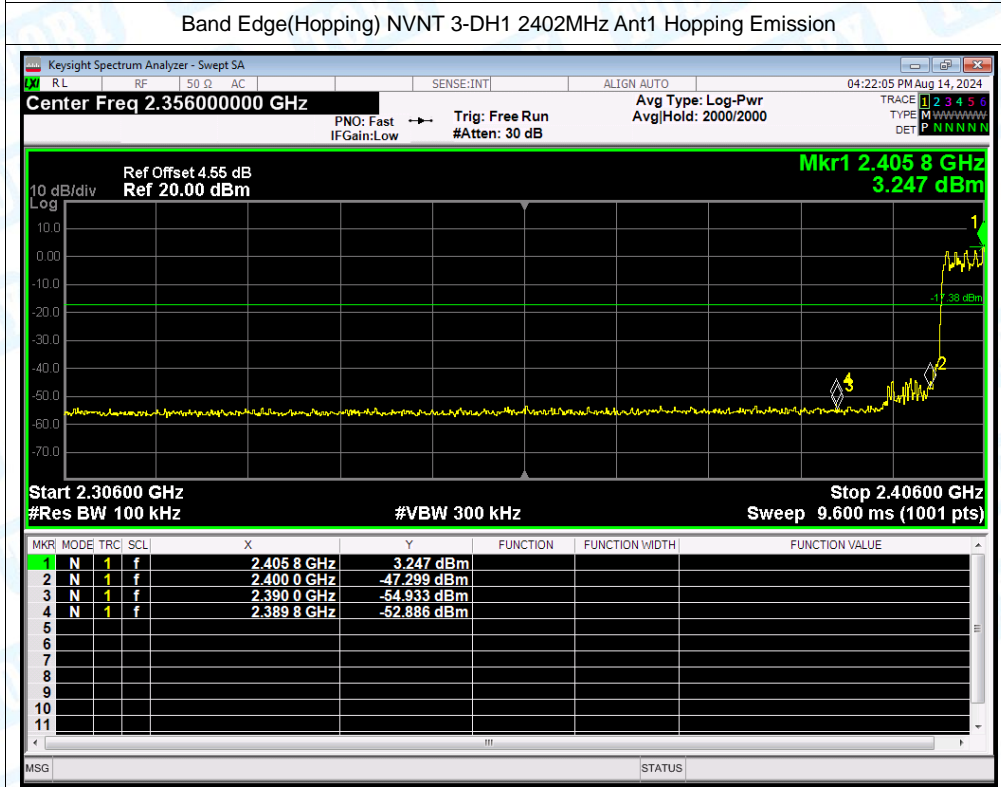 Band Edge(Hopping) NVNT 3-DH1 2402MHz Ant1 Hopping Emission
Keysight Spectrum Analyzer - Swept SA
LXI RL RF 50 Ω AC SENSE:INT ALIGN AUTO 04:22:05 PM Aug 14, 2024
Center Freq 2.356000000 GHz Avg Type: Log-Pwr TRACE 1 2 3 4 5 6
PNO: Fast Trig: Free Run Avg|Hold: 2000/2000 TYPE M WWWWW
IFGain:Low #Atten: 30 dB DET P N N N N N
Mkr1 2.405 8 GHz
Ref Offset 4.55 dB
10 dB/div Ref 20.00 dBm 3.247 dBm
Log
1
10.0
0.00
-10.0
-17.38 dBm
-20.0
-30.0
-40.0
2
4
3
-50.0
-60.0
-70.0
Start 2.30600 GHz Stop 2.40600 GHz
#Res BW 100 kHz #VBW 300 kHz Sweep 9.600 ms (1001 pts)
MKR MODE TRC SCL X Y FUNCTION FUNCTION WIDTH FUNCTION VALUE
1 N 1 f 2.405 8 GHz 3.247 dBm
2 N 1 f 2.400 0 GHz -47.299 dBm
3 N 1 f 2.390 0 GHz -54.933 dBm
4 N 1 f 2.389 8 GHz -52.886 dBm
5
6
7
8
9
10
11
MSG STATUS